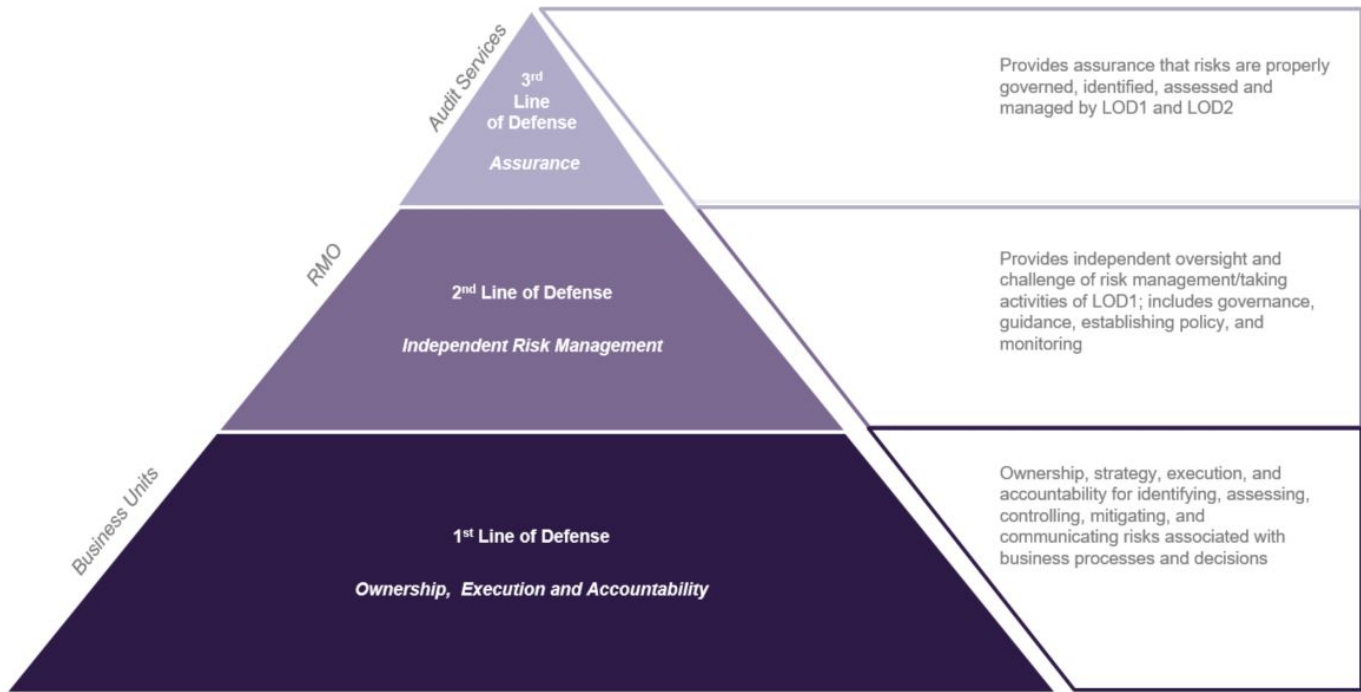 Audit Services
3rd
Line
of Defense
Assurance
Provides assurance that risks are properly
governed, identified, assessed and
managed by LOD1 and LOD2
RMO
2nd Line of Defense
Independent Risk Management
Provides independent oversight and
challenge of risk management/taking
activities of LOD1; includes governance,
guidance, establishing policy, and
monitoring
Business Units
1st Line of Defense
Ownership, Execution and Accountability
Ownership, strategy, execution, and
accountability for identifying, assessing,
controlling, mitigating, and
communicating risks associated with
business processes and decisions